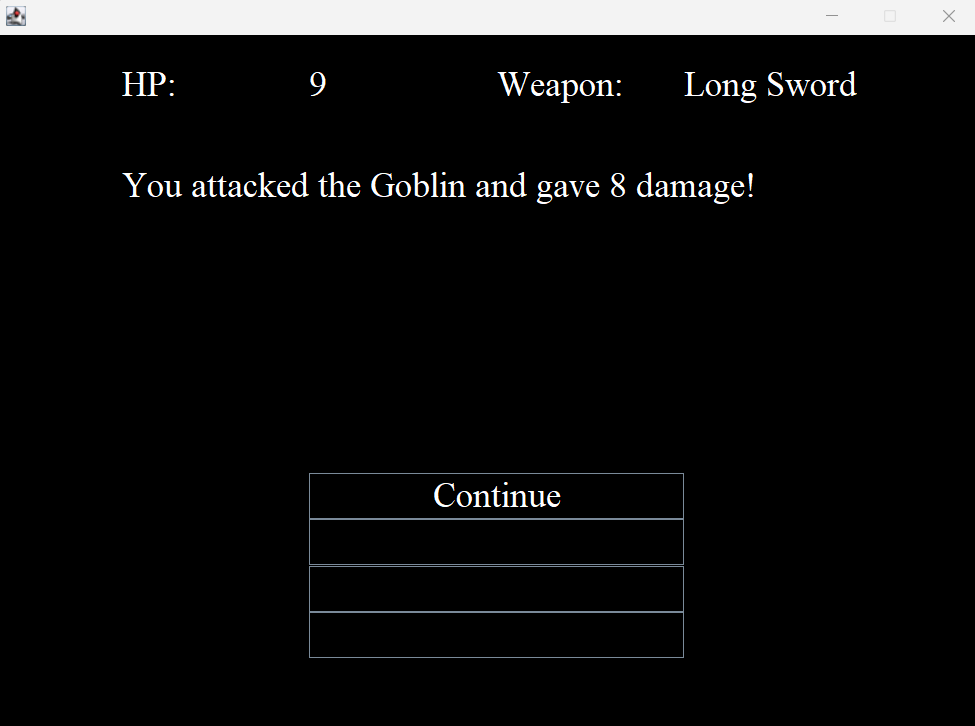 HP: 9 Weapon: Long Sword
You attacked the Goblin and gave 8 damage!
Continue